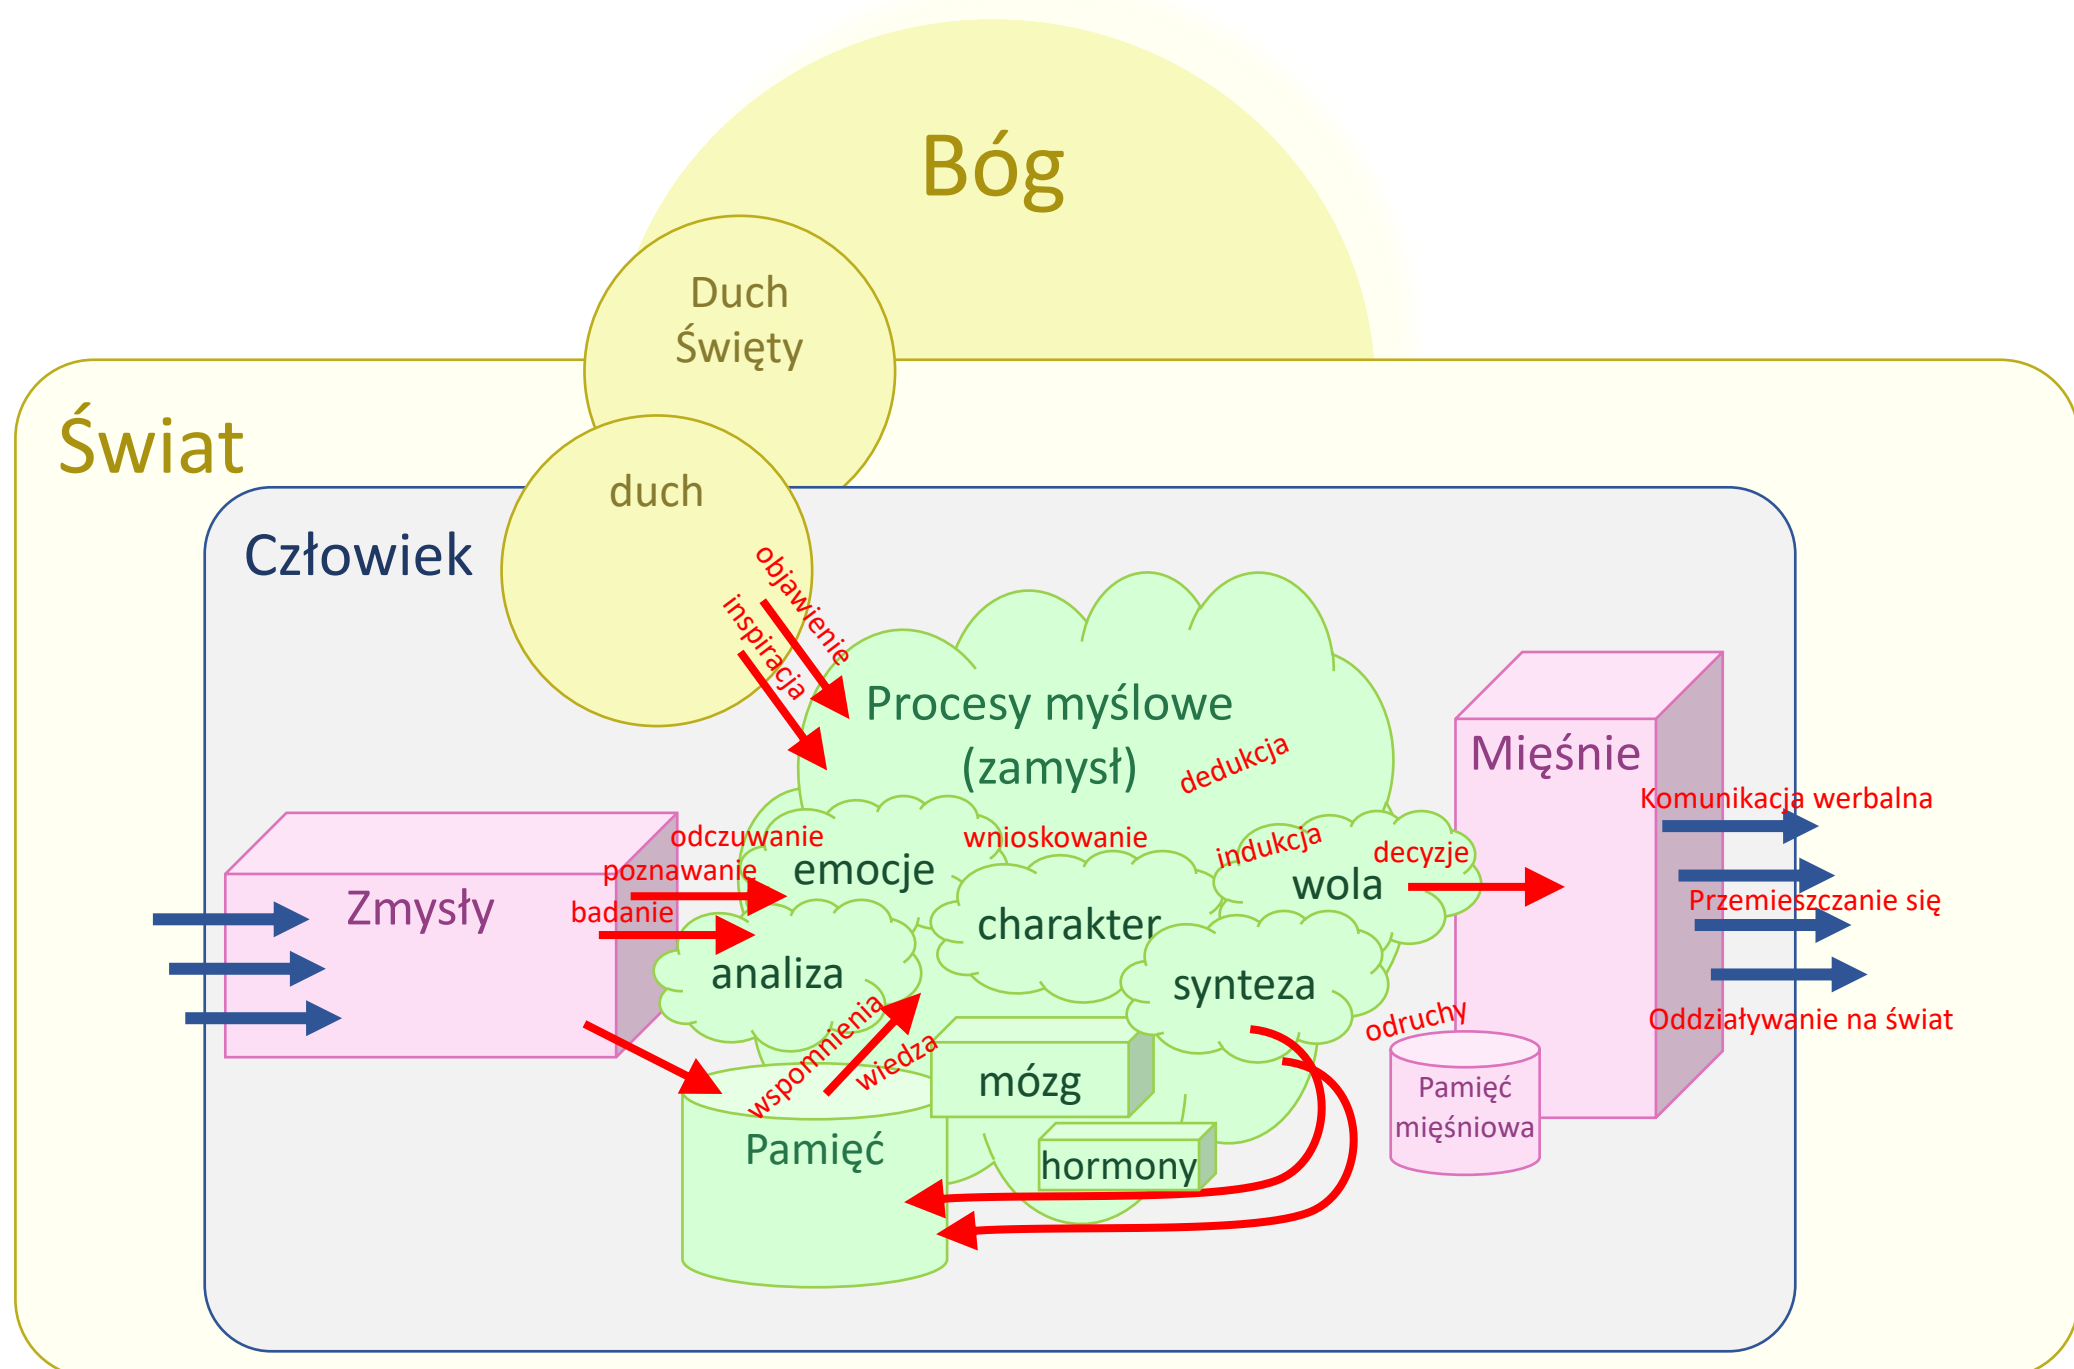 Bóg
Duch
Święty
Świat
duch
Człowiek
objawienie
inspiracja
Procesy myślowe
(zamysł)
dedukcja
Mięśnie
Komunikacja werbalna
odczuwanie
wnioskowanie
indukcja
decyzje
poznawanie
emocje
wola
Zmysły
badanie
charakter
Przemieszczanie się
analiza
synteza
wspomnienia
wiedza
odruchy
Oddziaływanie na świat
mózg
Pamięć
mięśniowa
Pamięć
hormony